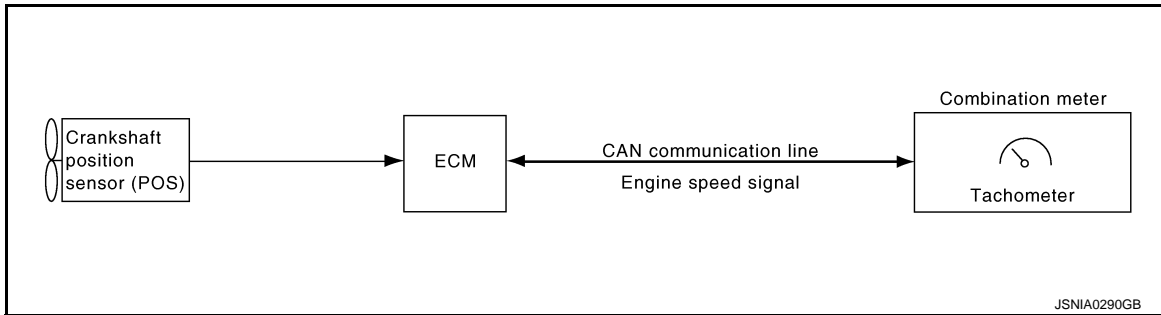 Crankshaft
position
sensor (POS)
ECM
CAN communication line
Engine speed signal
Combination meter
Tachometer
JSNIA0290GB